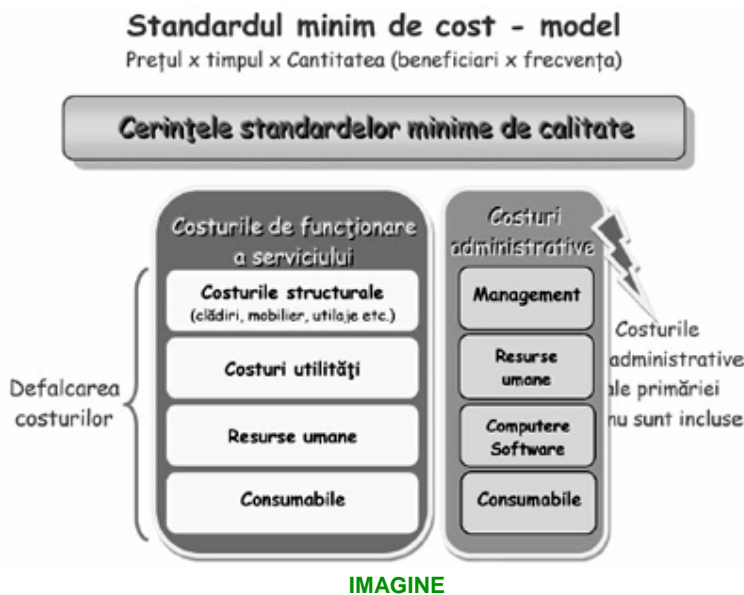 Standardul minim de cost - model
Prețul x timpul x Cantitatea (beneficiari x frecvența)
Cerințele standardelor minime de calitate
Costurile de funcționare
a serviciului
Costurile structurale
(clădiri, mobilier, utilaje etc.)
Costuri utilități
Resurse umane
Consumabile
Defalcarea
costurilor
Costuri
administrative
Management
Resurse
umane
Computere
Software
Consumabile
Costurile
administrative
ale primăriei
nu sunt incluse
IMAGINE